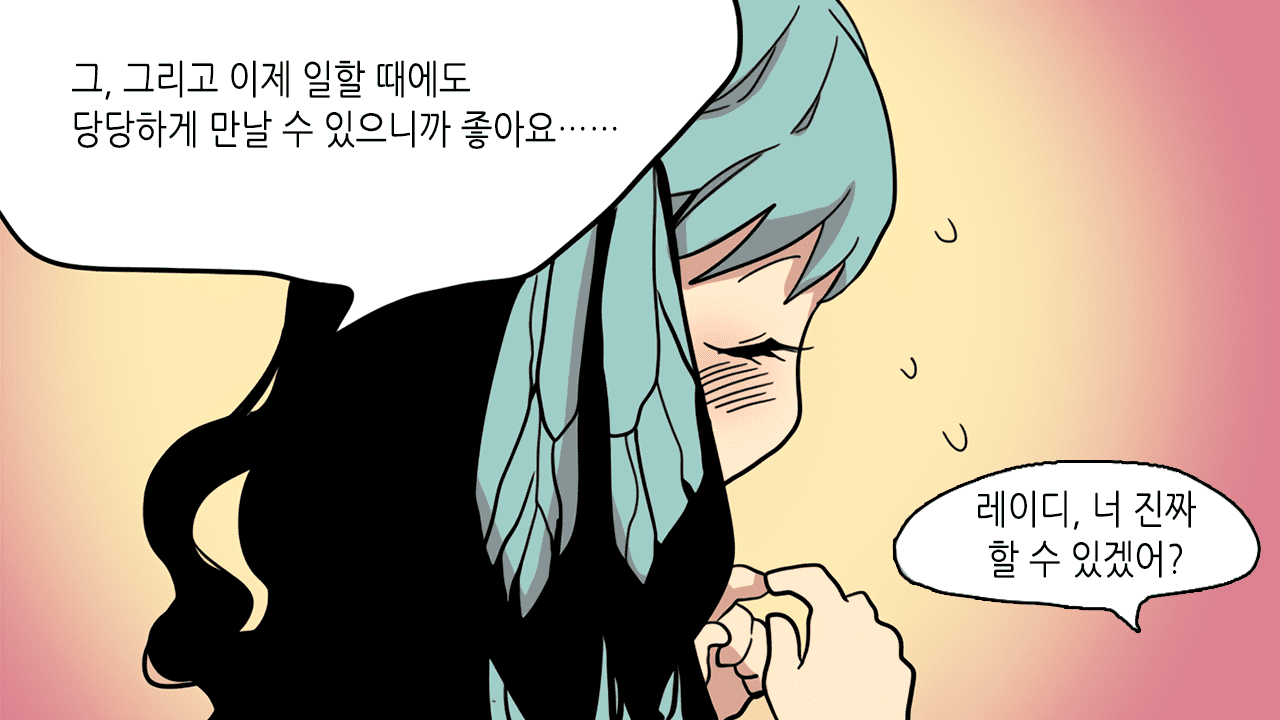 그, 그리고 이제 일할 때에도
당당하게 만날 수 있으니까 좋아요……
레이디, 너 진짜
할 수 있겠어?